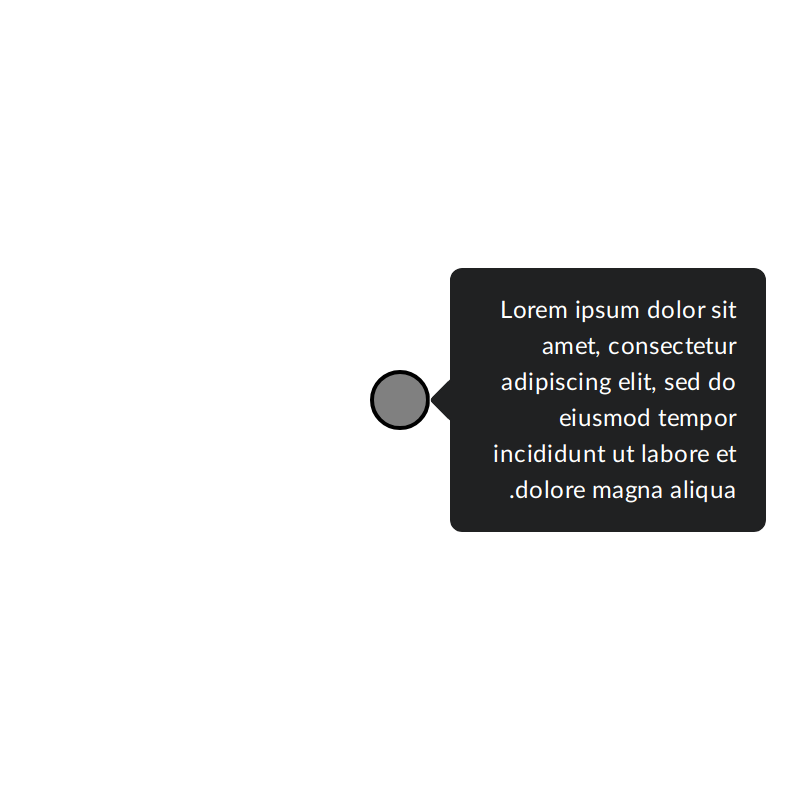 Lorem ipsum dolor sit
amet, consectetur
adipiscing elit, sed do
eiusmod tempor
incididunt ut labore et
.dolore magna aliqua